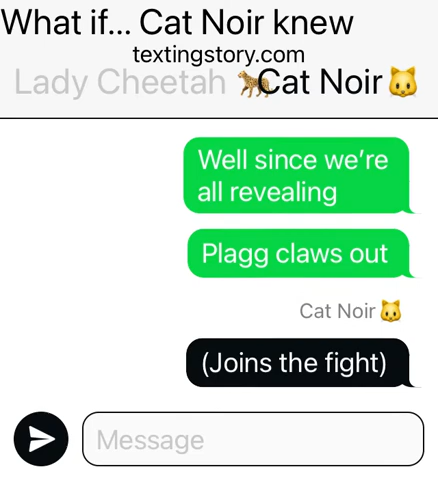 What if... Cat Noir knew
textingstory.com
Lady Cheetah 🐆Cat Noir🐱
Well since we’re
all revealing
Plagg claws out
Cat Noir🐱
(Joins the fight)
Message